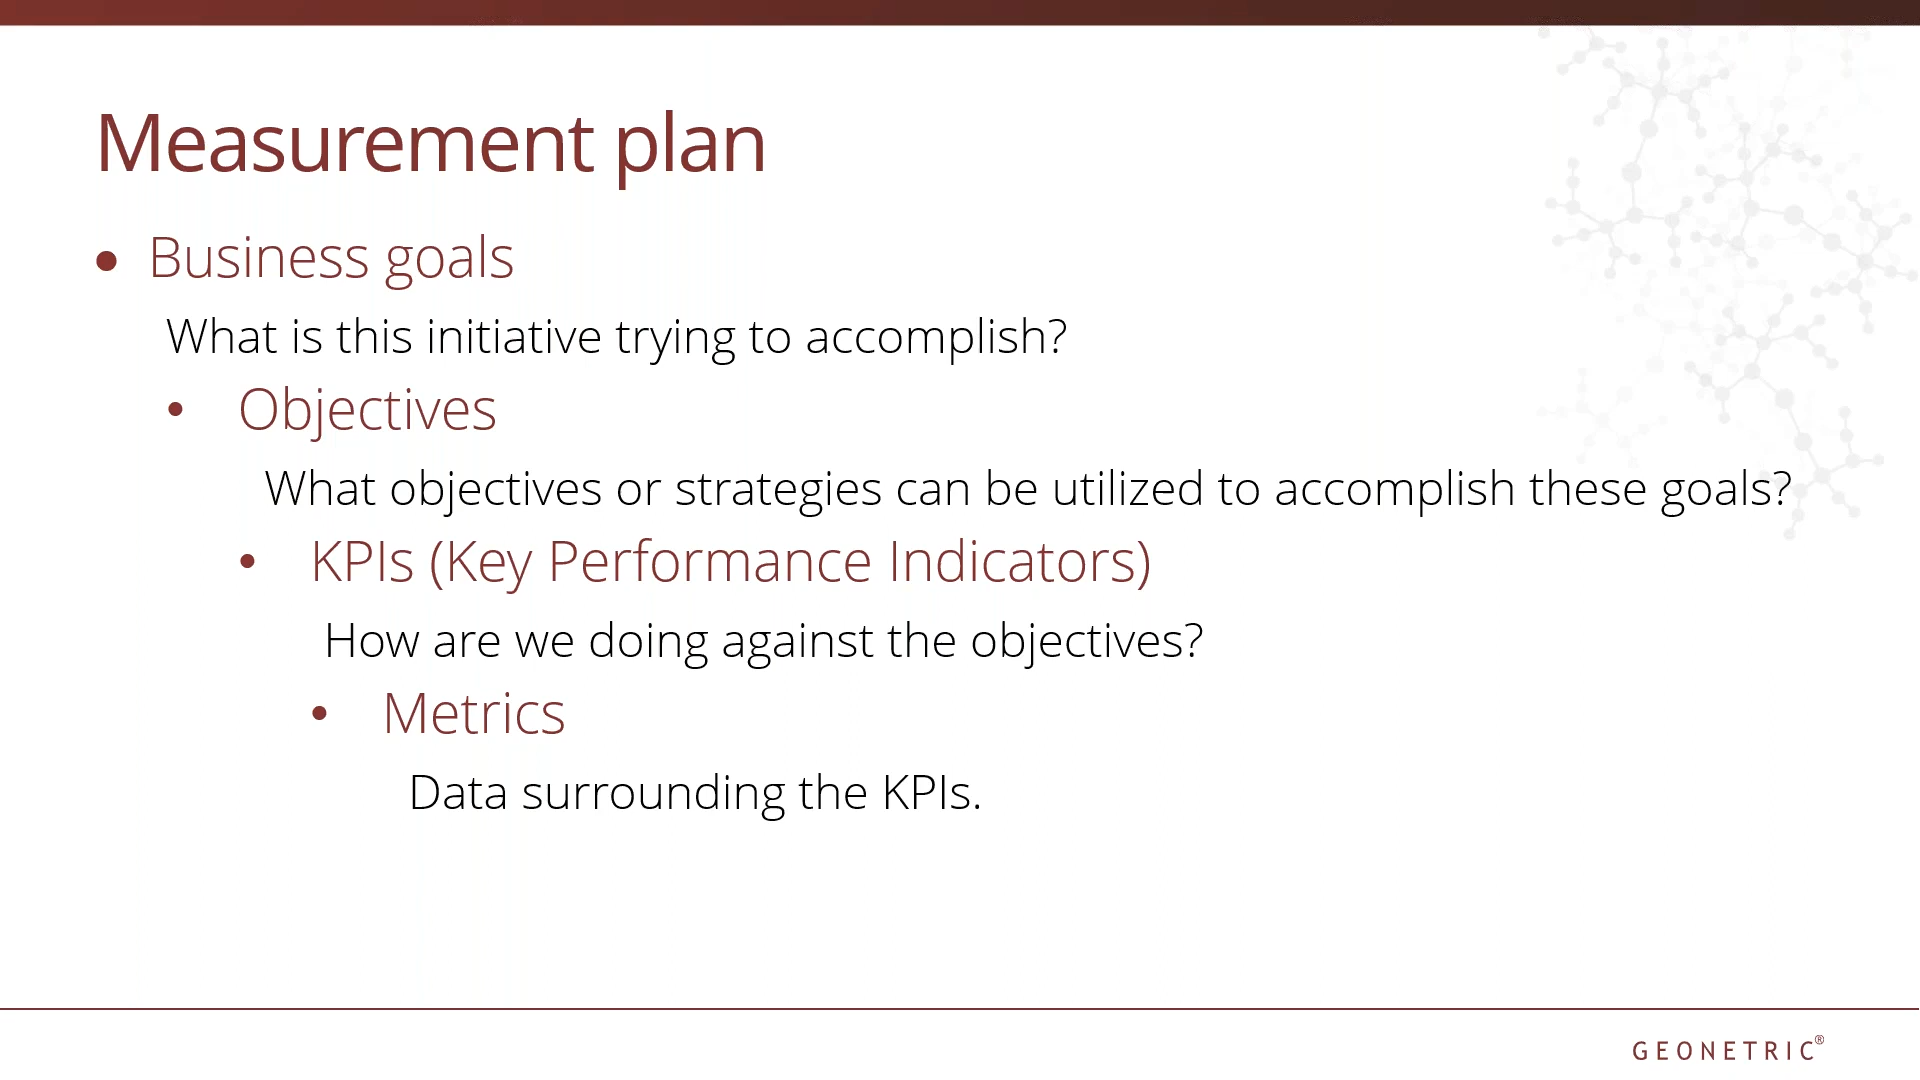 Measurement plan
• Business goals
What is this initiative trying to accomplish?
• Objectives
What objectives or strategies can be utilized to accomplish these goals?
• KPIs (Key Performance Indicators)
How are we doing against the objectives?
• Metrics
Data surrounding the KPIs.
GEONETRIC®